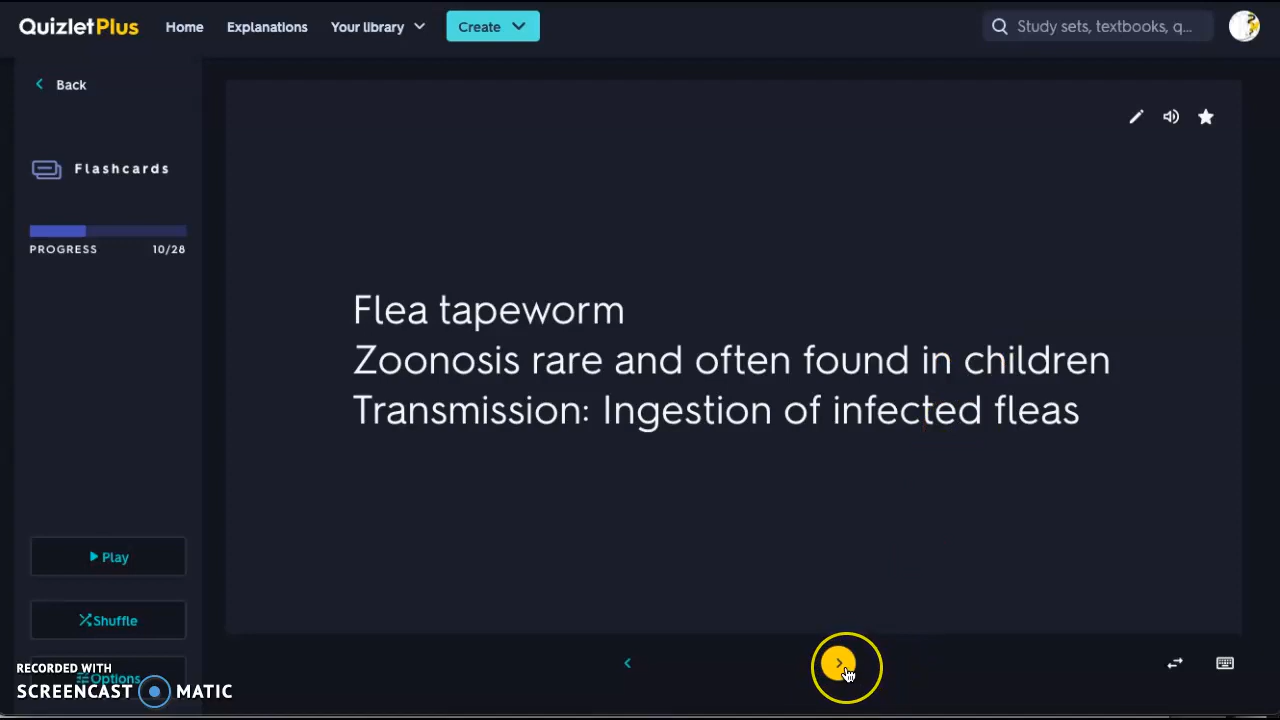 QuizletPlus Home Explanations Your library Create Study sets, textbooks, q...
Back
Flashcards
PROGRESS 10/28
Flea tapeworm
Zoonosis rare and often found in children
Transmission: Ingestion of infected fleas
Play
Shuffle
Options
RECORDED WITH
SCREENCAST MATIC